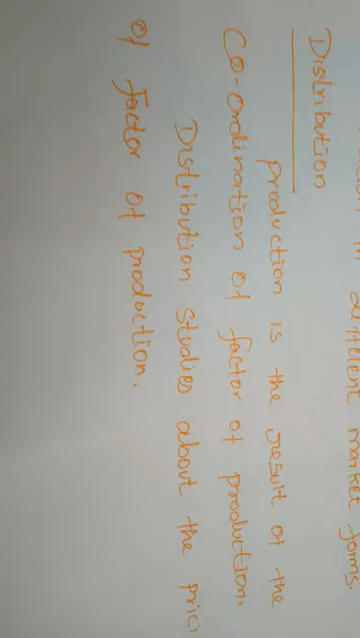 in different market forms.
Distribution
Production is the result of the
Co-ordination of factor of production.
Distribution studies about the prici
of factor of production.